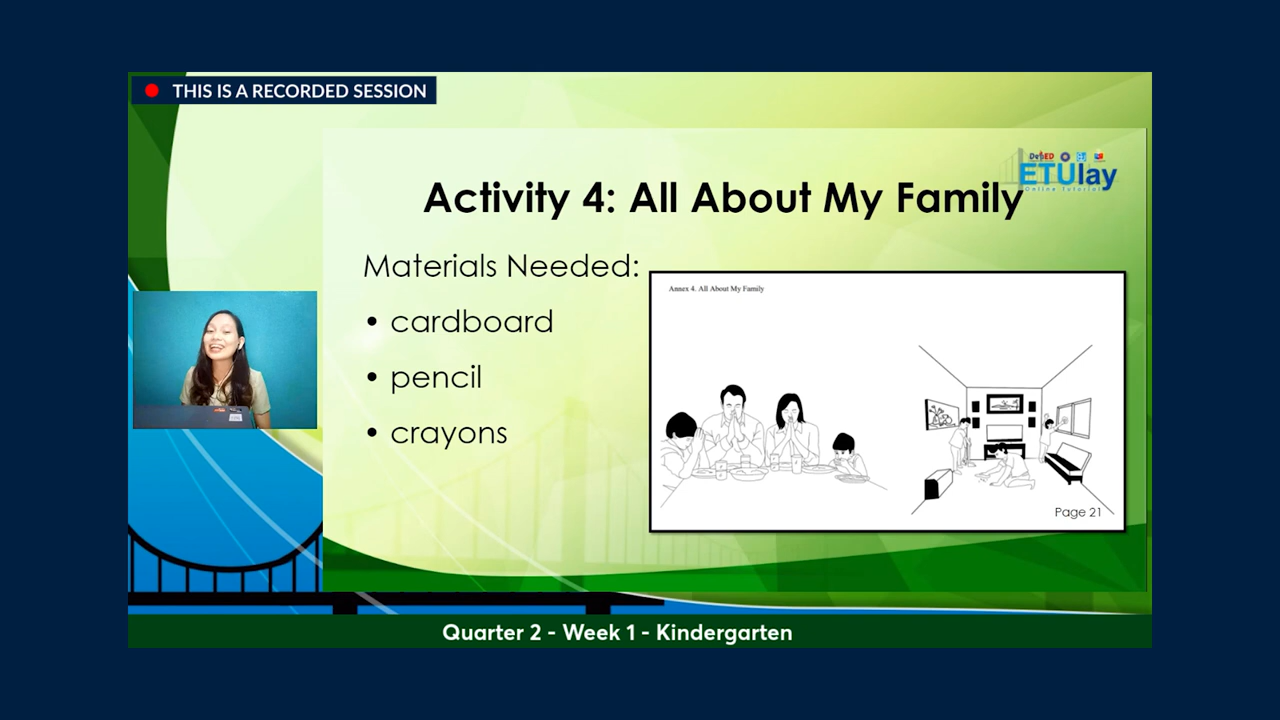 THIS IS A RECORDED SESSION
DepED
ETUlay
Online Tutorial
Activity 4: All About My Family
Materials Needed:
• cardboard
• pencil
• crayons
Annex 4. All About My Family
Page 21
Quarter 2 - Week 1 - Kindergarten